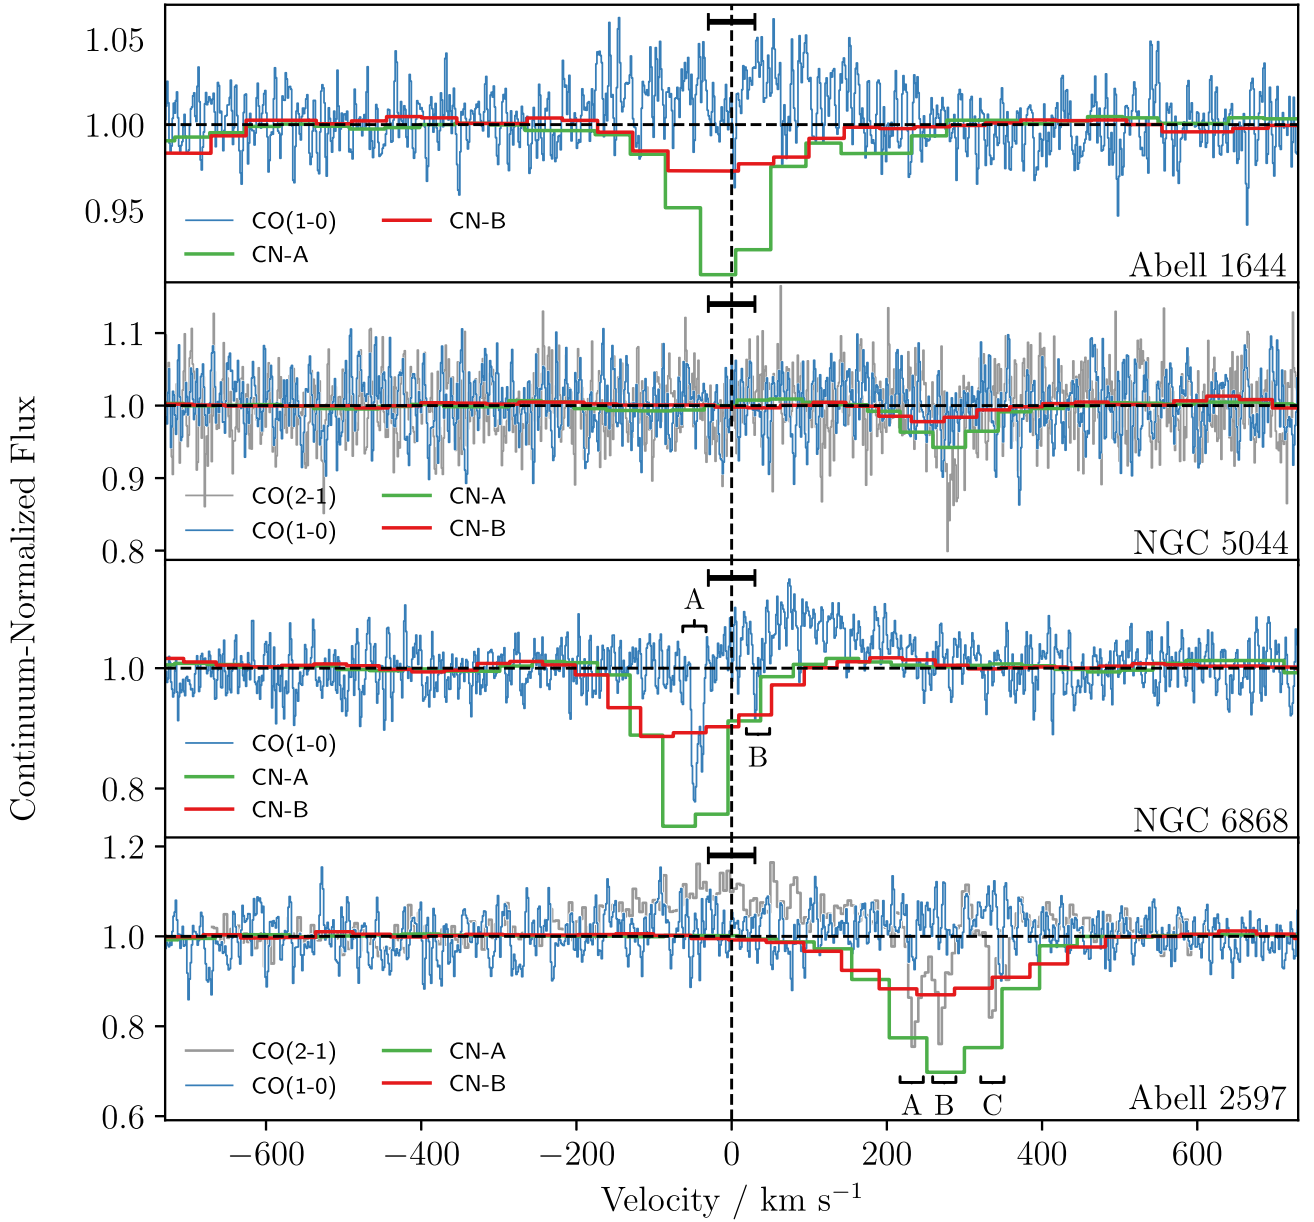 Continuum-Normalized Flux
1.05
1.00
0.95
CO(1-0)
CN-A
CN-B
Abell 1644
1.1
1.0
0.9
0.8
CO(2-1)
CO(1-0)
CN-A
CN-B
NGC 5044
1.0
0.8
A
B
CO(1-0)
CN-A
CN-B
NGC 6868
1.2
1.0
0.8
0.6
CO(2-1)
CO(1-0)
CN-A
CN-B
A B C
Abell 2597
−600 −400 −200 0 200 400 600
Velocity / km s⁻¹